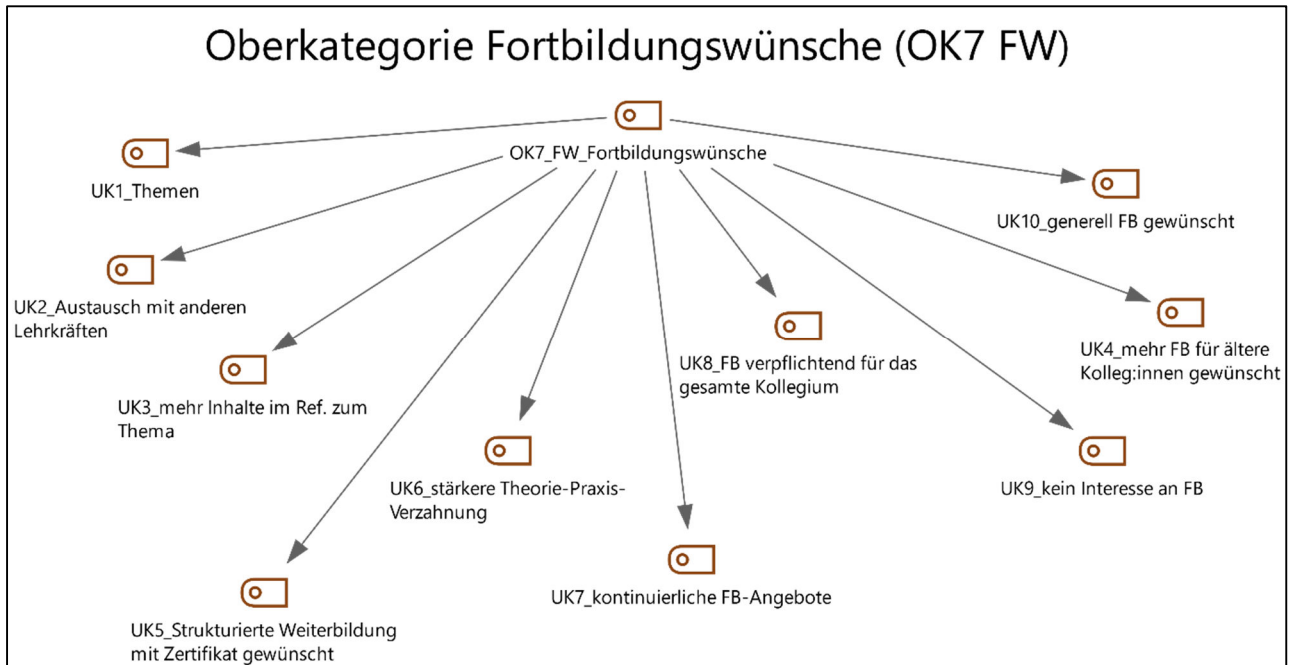 Oberkategorie Fortbildungswünsche (OK7 FW)
OK7_FW_Fortbildungswünsche
UK1_Themen
UK10_generell FB gewünscht
UK2_Austausch mit anderen
Lehrkräften
UK8_FB verpflichtend für das
gesamte Kollegium
UK4_mehr FB für ältere
Kolleg:innen gewünscht
UK3_mehr Inhalte im Ref. zum
Thema
UK6_stärkere Theorie-Praxis-
Verzahnung
UK9_kein Interesse an FB
UK7_kontinuierliche FB-Angebote
UK5_Strukturierte Weiterbildung
mit Zertifikat gewünscht